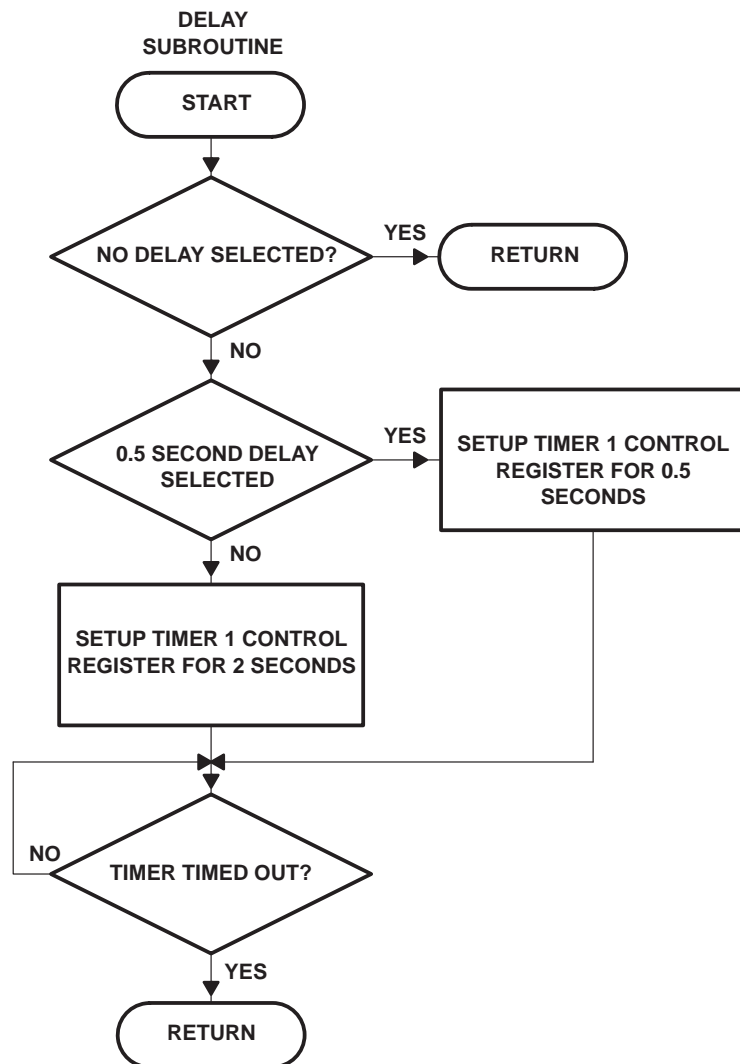 DELAY
SUBROUTINE
START
NO DELAY SELECTED?
YES
RETURN
NO
0.5 SECOND DELAY
SELECTED
YES
SETUP TIMER 1 CONTROL
REGISTER FOR 0.5
SECONDS
NO
SETUP TIMER 1 CONTROL
REGISTER FOR 2 SECONDS
NO
TIMER TIMED OUT?
YES
RETURN